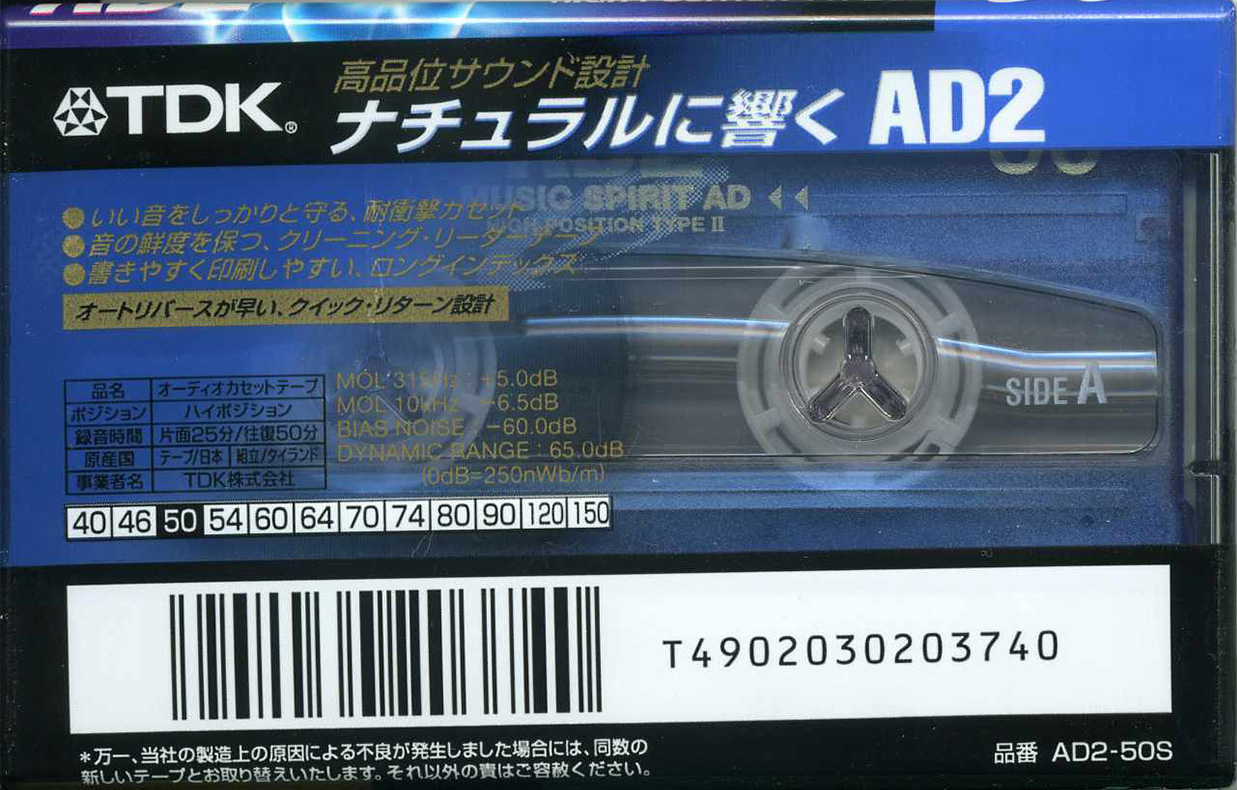 TDK®
高品位サウンド設計
ナチュラルに響く AD2
MUSIC SPIRIT AD
HIGH POSITION TYPE II
●いい音をしっかりと守る、耐衝撃カセット
●音の鮮度を保つ、クリーニング・リーダーテープ
●書きやすく印刷しやすい、ロングインデックス
オートリバースが早い、クイック・リターン設計
SIDE A
品名 オーディオカセットテープ
ポジション ハイポジション
録音時間 片面25分/往復50分
原産国 テープ/日本 組立/タイランド
事業者名 TDK株式会社
MOL 315Hz : +5.0dB
MOL 10kHz : −6.5dB
BIAS NOISE : −60.0dB
DYNAMIC RANGE : 65.0dB
(0dB=250nWb/m)
40 46 50 54 60 64 70 74 80 90 120 150
T4902030203740
*万一、当社の製造上の原因による不良が発生しました場合には、同数の
新しいテープとお取り替えいたします。それ以外の責はご容赦ください。
品番 AD2-50S